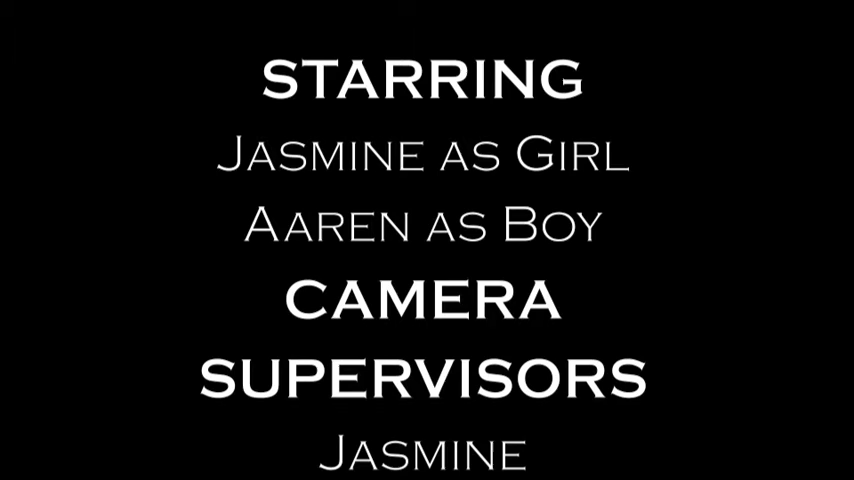 STARRING
JASMINE AS GIRL
AAREN AS BOY
CAMERA
SUPERVISORS
JASMINE